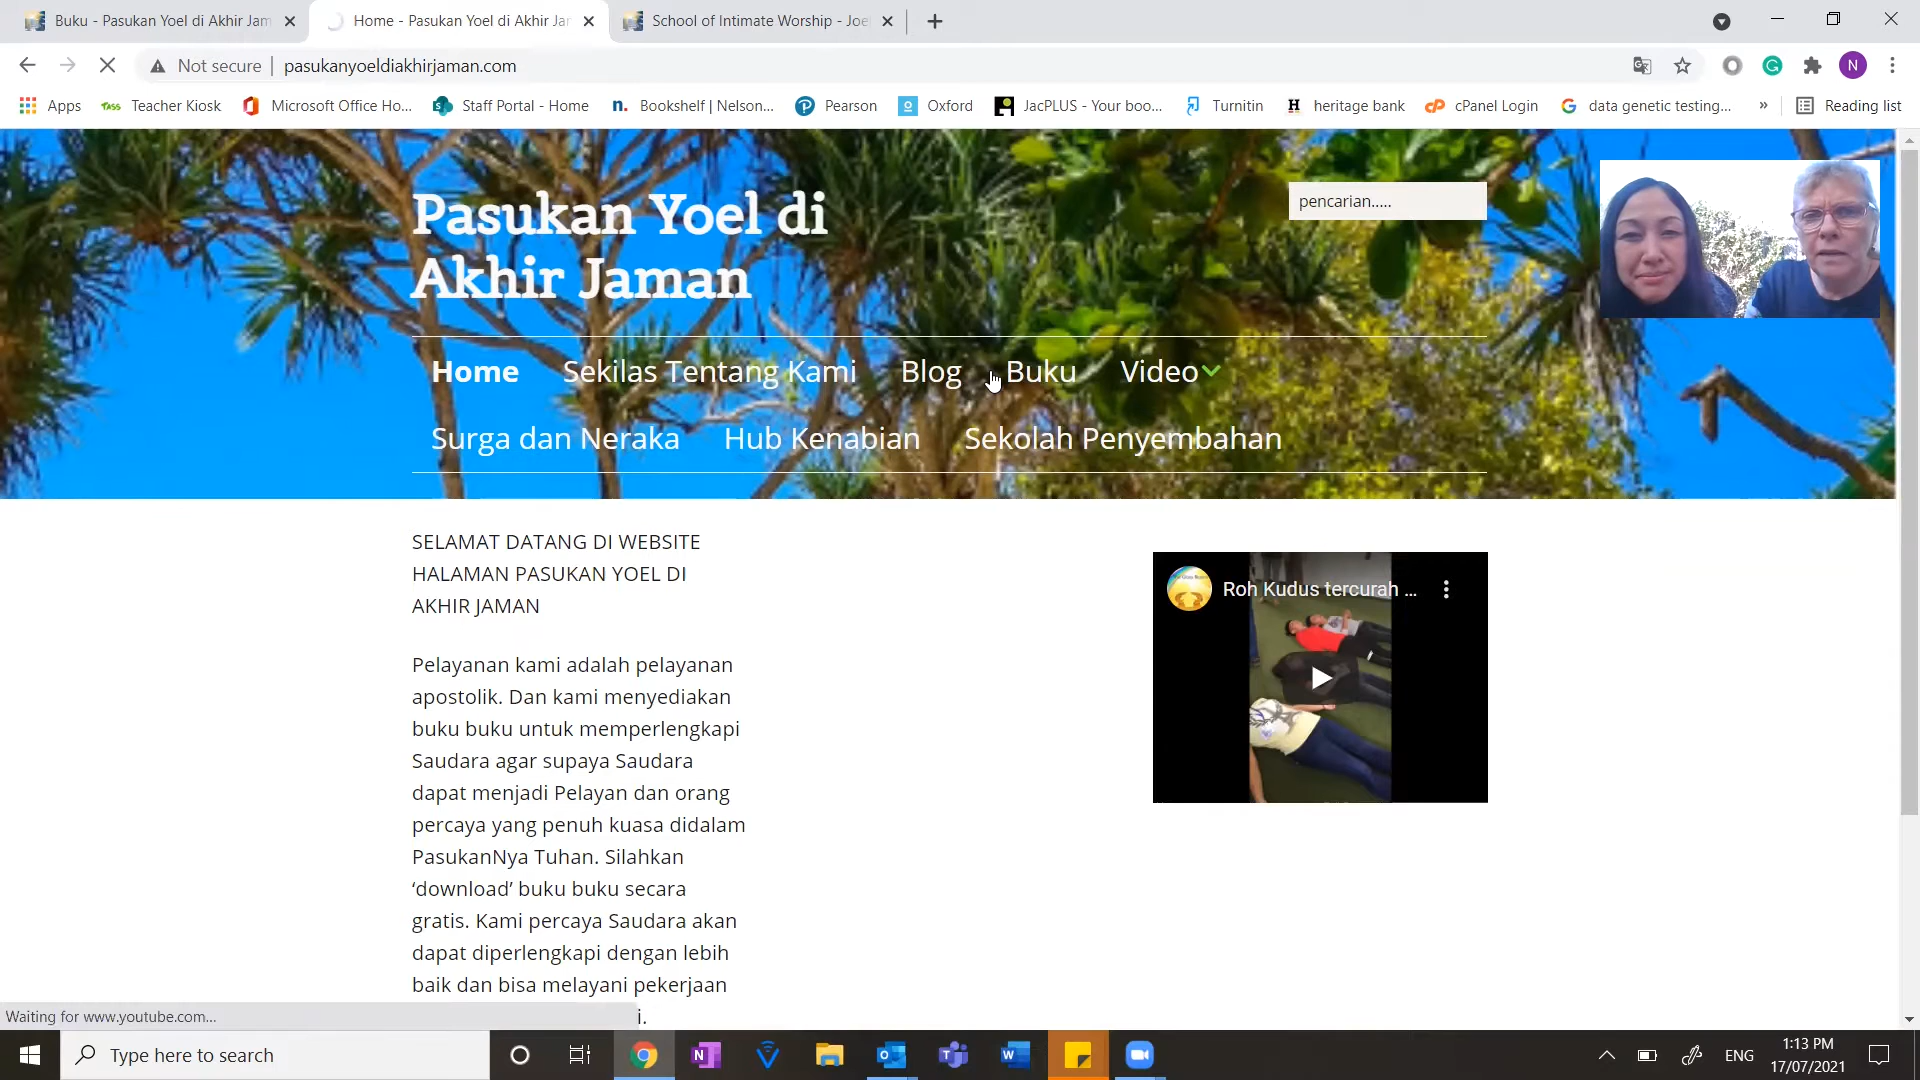 Buku - Pasukan Yoel di Akhir Jam
Home - Pasukan Yoel di Akhir Jar
School of Intimate Worship - Joe
Not secure | pasukanyoeldiakhirjaman.com
Apps
Tass Teacher Kiosk
Microsoft Office Ho...
Staff Portal - Home
n. Bookshelf | Nelson...
Pearson
Oxford
JacPLUS - Your boo...
Turnitin
H heritage bank
cP cPanel Login
G data genetic testing...
»
Reading list
N
Pasukan Yoel di
Akhir Jaman
pencarian.....
Home Sekilas Tentang Kami Blog Buku Video
Surga dan Neraka Hub Kenabian Sekolah Penyembahan
SELAMAT DATANG DI WEBSITE
HALAMAN PASUKAN YOEL DI
AKHIR JAMAN
Pelayanan kami adalah pelayanan
apostolik. Dan kami menyediakan
buku buku untuk memperlengkapi
Saudara agar supaya Saudara
dapat menjadi Pelayan dan orang
percaya yang penuh kuasa didalam
PasukanNya Tuhan. Silahkan
‘download’ buku buku secara
gratis. Kami percaya Saudara akan
dapat diperlengkapi dengan lebih
baik dan bisa melayani pekerjaan
i.
Roh Kudus tercurah ...
Waiting for www.youtube.com...
Type here to search
ENG
1:13 PM
17/07/2021